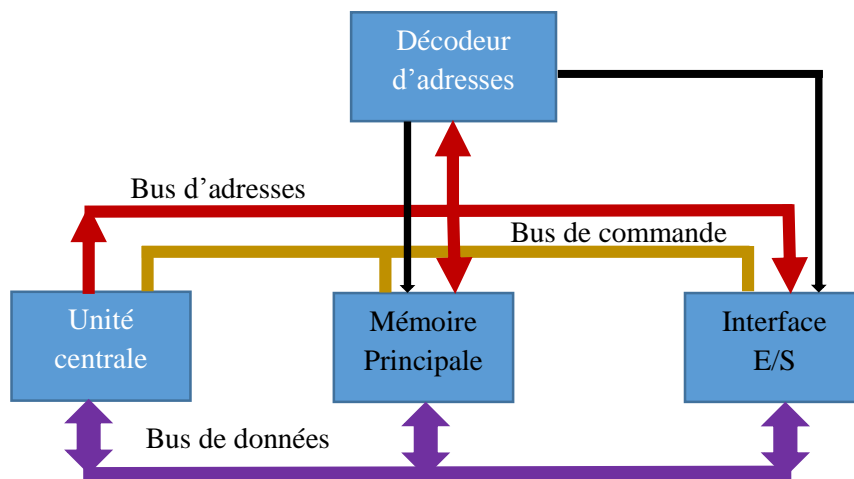 Décodeur
d’adresses
Bus d’adresses
Bus de commande
Unité
centrale
Mémoire
Principale
Interface
E/S
Bus de données